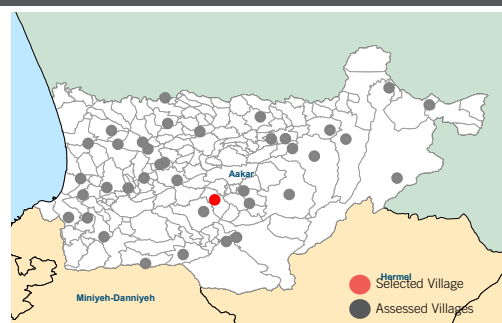 Aakar
Hermel
Selected Village
Miniyeh-Danniyeh
Assessed Villages